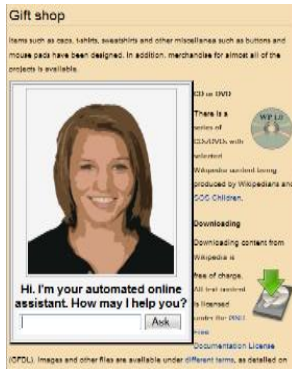 Gift shop
Items such as caps, t-shirts, sweatshirts and other miscellanea such as buttons and
mouse pads have been designed. In addition, merchandise for almost all of the
projects is available.
CD or DVD
There is a
series of
CDs/DVDs with
selected
Wikipedia content being
produced by Wikipedians and
SOS Children.
WP 1.0
Downloading
Downloading content from
Wikipedia is
free of charge.
All text content
is licensed
under the GNU
Free
Documentation License
Hi. I'm your automated online
assistant. How may I help you?
Ask
(GFDL). Images and other files are available under different terms, as detailed on